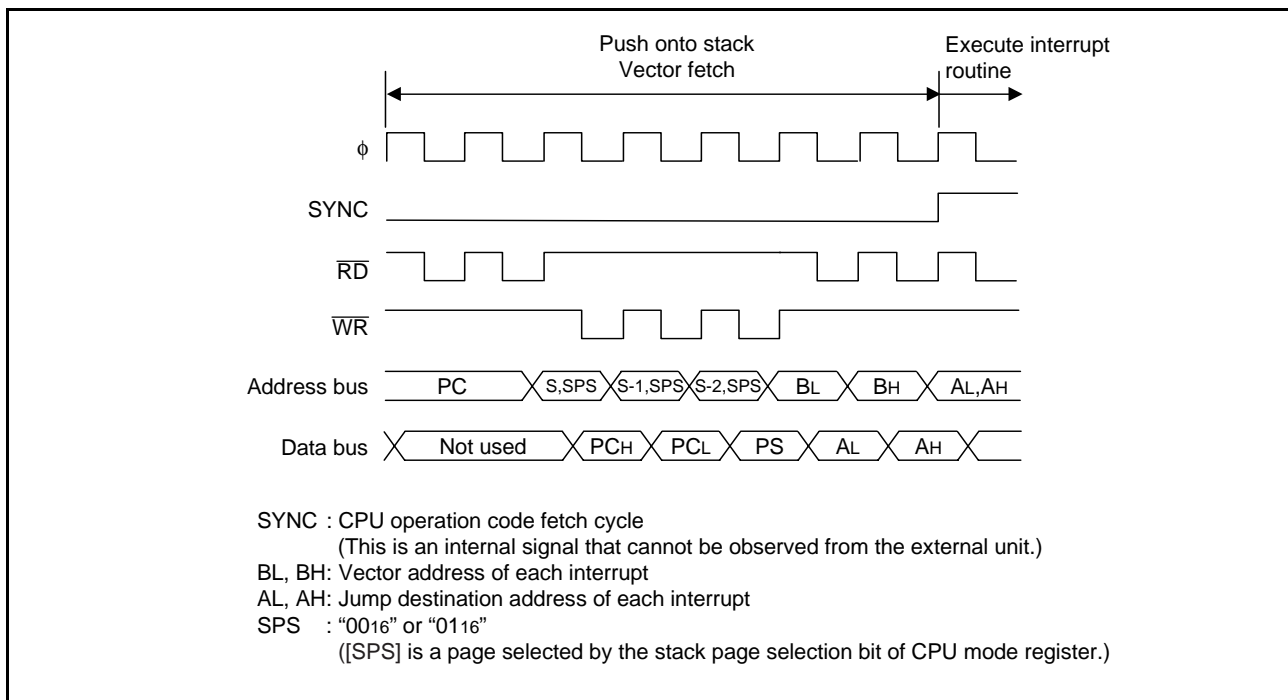 Push onto stack
Vector fetch
Execute interrupt
routine
ϕ
SYNC
RD
WR
Address bus PC S,SPS S-1,SPS S-2,SPS BL BH AL,AH
Data bus Not used PCH PCL PS AL AH
SYNC : CPU operation code fetch cycle
(This is an internal signal that cannot be observed from the external unit.)
BL, BH: Vector address of each interrupt
AL, AH: Jump destination address of each interrupt
SPS : “0016” or “0116”
([SPS] is a page selected by the stack page selection bit of CPU mode register.)